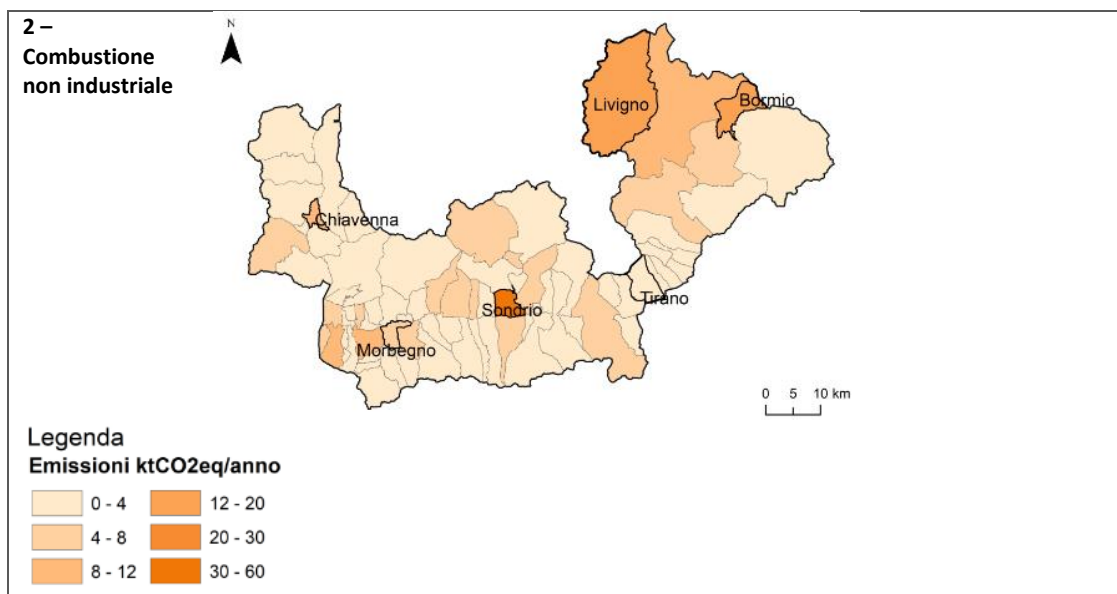 2 –
Combustione
non industriale
N
Livigno
Bormio
Chiavenna
Sondrio
Tirano
Morbegno
0 5 10 km
Legenda
Emissioni ktCO2eq/anno
0 - 4
12 - 20
4 - 8
20 - 30
8 - 12
30 - 60